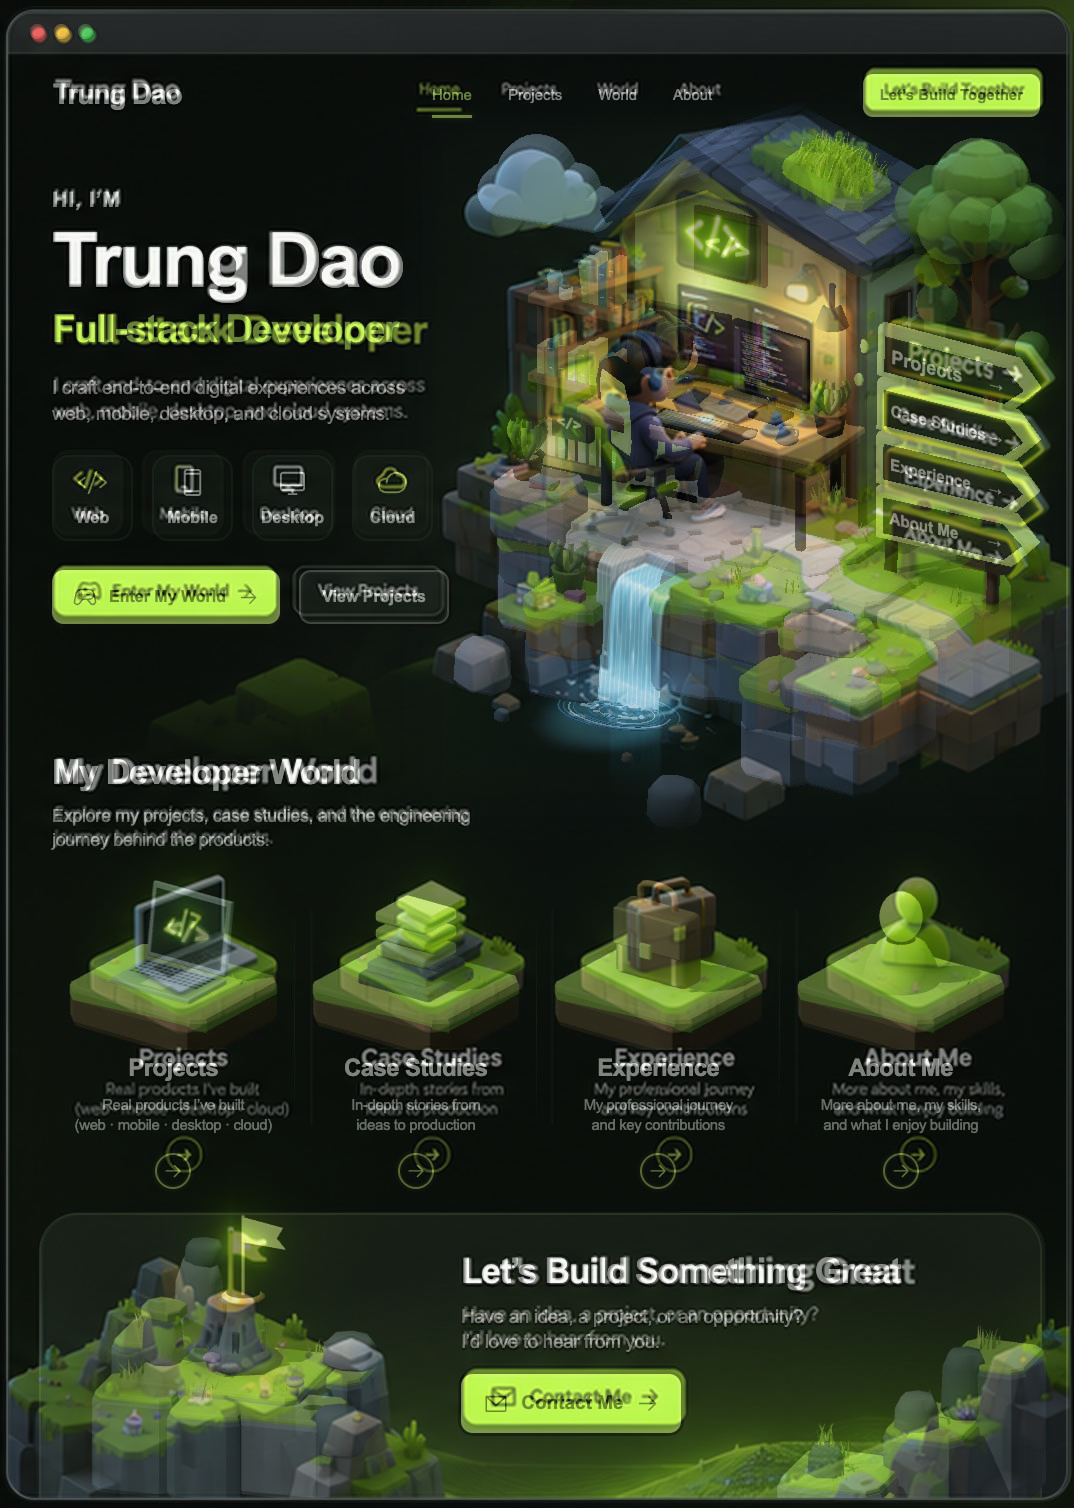 Trung Dao
Home
Projects
World
About
Let's Build Together
HI, I'M
Trung Dao
Full-stack Developer
I craft end-to-end digital experiences across
web, mobile, desktop, and cloud systems.
</>
</>
</>
Projects →
Case Studies →
Experience →
About Me →
Web
Mobile
Desktop
Cloud
Enter My World →
View Projects
My Developer World
Explore my projects, case studies, and the engineering
journey behind the products.
</>
Projects
Real products I've built
(web · mobile · desktop · cloud)
→
Case Studies
In-depth stories from
ideas to production
→
Experience
My professional journey
and key contributions
→
About Me
More about me, my skills,
and what I enjoy building
→
Let's Build Something Great
Have an idea, a project, or an opportunity?
I'd love to hear from you.
Contact Me →